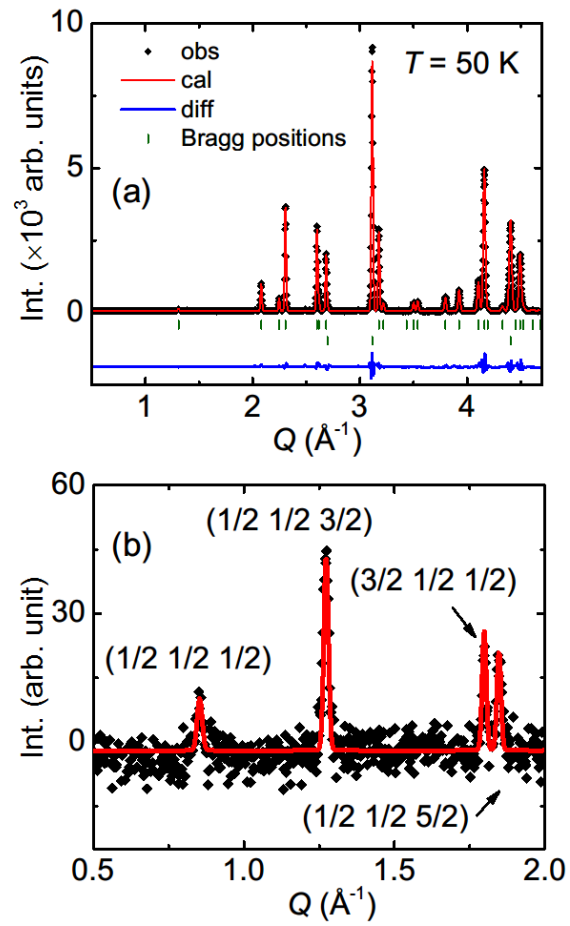 10
obs
T = 50 K
cal
diff
Bragg positions
5
(a)
0
Int. (×10³ arb. units)
1 2 3 4
Q (Å⁻¹)
60
(b)
(1/2 1/2 3/2)
(3/2 1/2 1/2)
30
(1/2 1/2 1/2)
0
(1/2 1/2 5/2)
Int. (arb. unit)
0.5 1.0 1.5 2.0
Q (Å⁻¹)